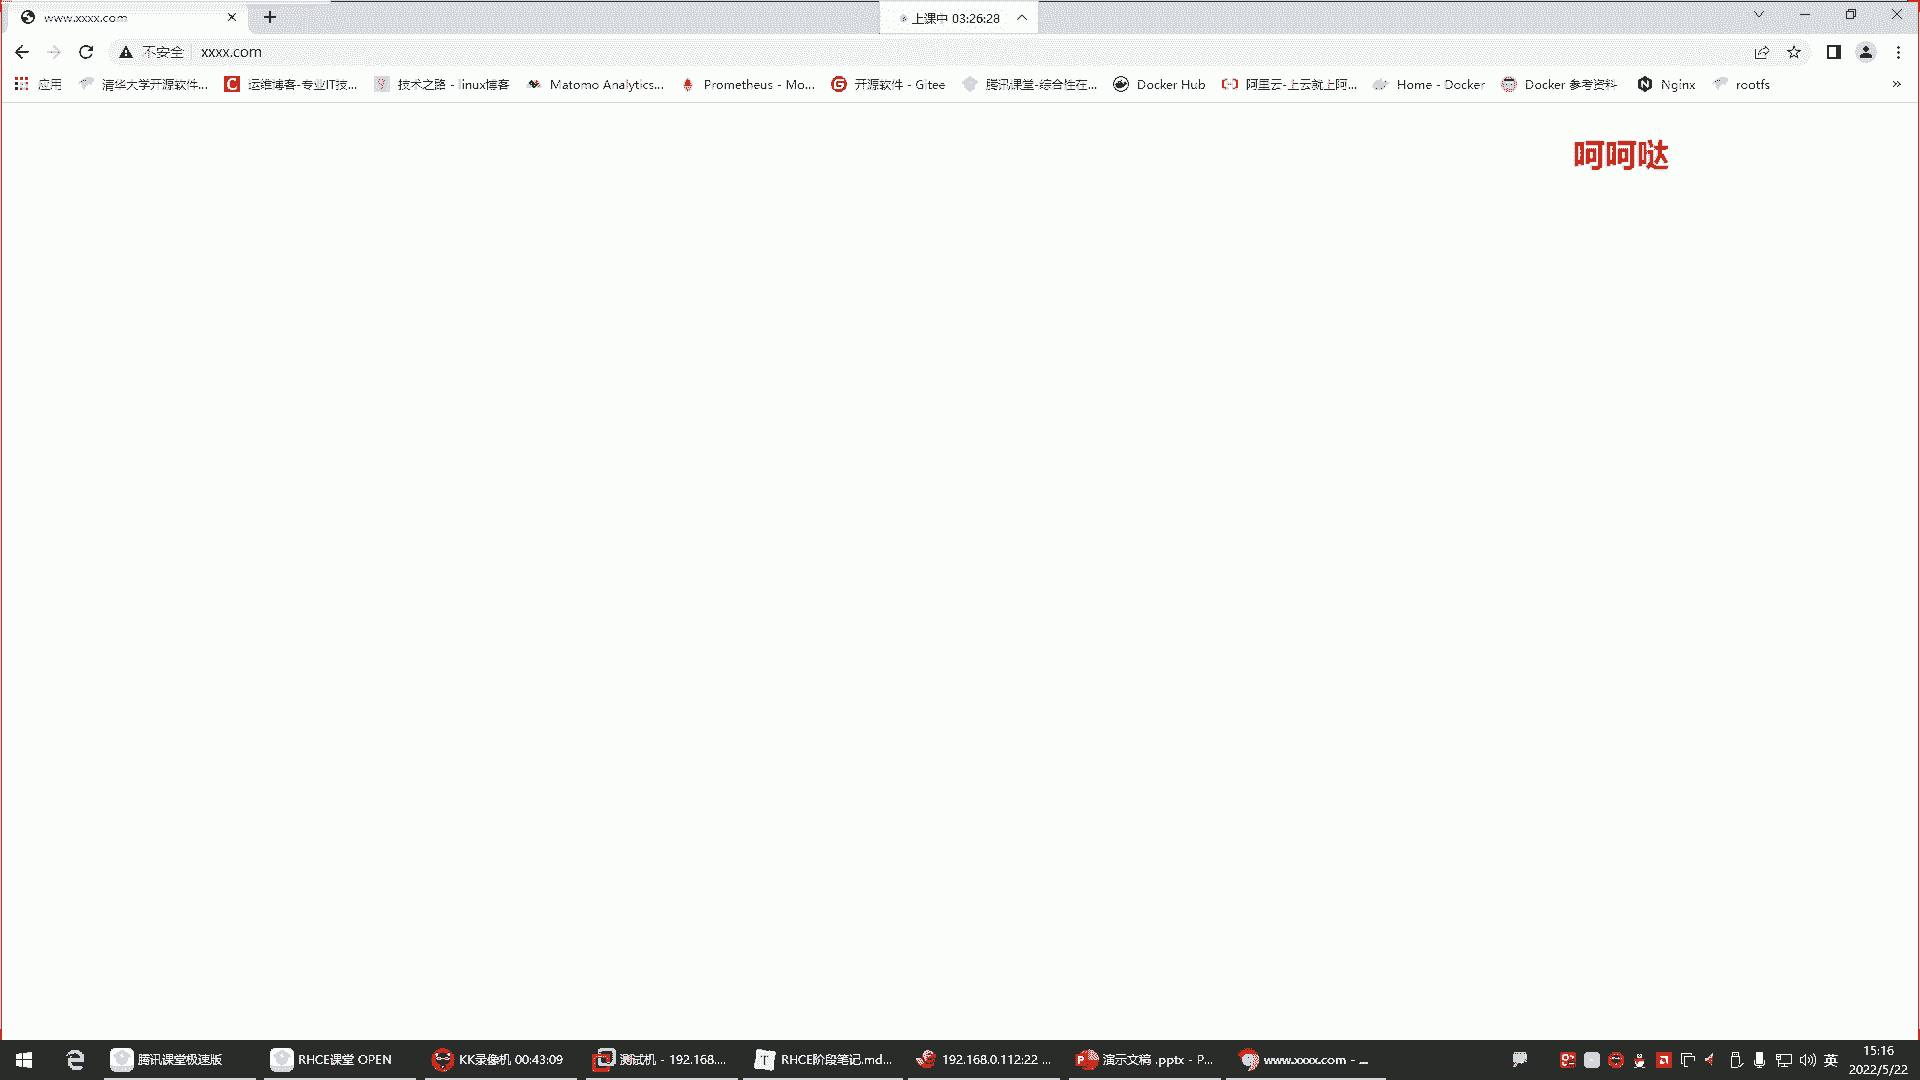 www.xxxx.com
上课中 03:26:28
不安全 xxxx.com
应用 清华大学开源软件... 运维博客-专业IT技... 技术之路 - linux博客 Matomo Analytics... Prometheus - Mo... 开源软件 - Gitee 腾讯课堂-综合性在... Docker Hub 阿里云-上云就上阿... Home - Docker Docker 参考资料 Nginx rootfs
呵呵哒
腾讯课堂极速版 RHCE课堂 OPEN KK录像机 00:43:09 测试机 - 192.168.... RHCE阶段笔记.md... 192.168.0.112:22 ... 演示文稿 .pptx - P... www.xxxx.com - ... 英 15:16
2022/5/22